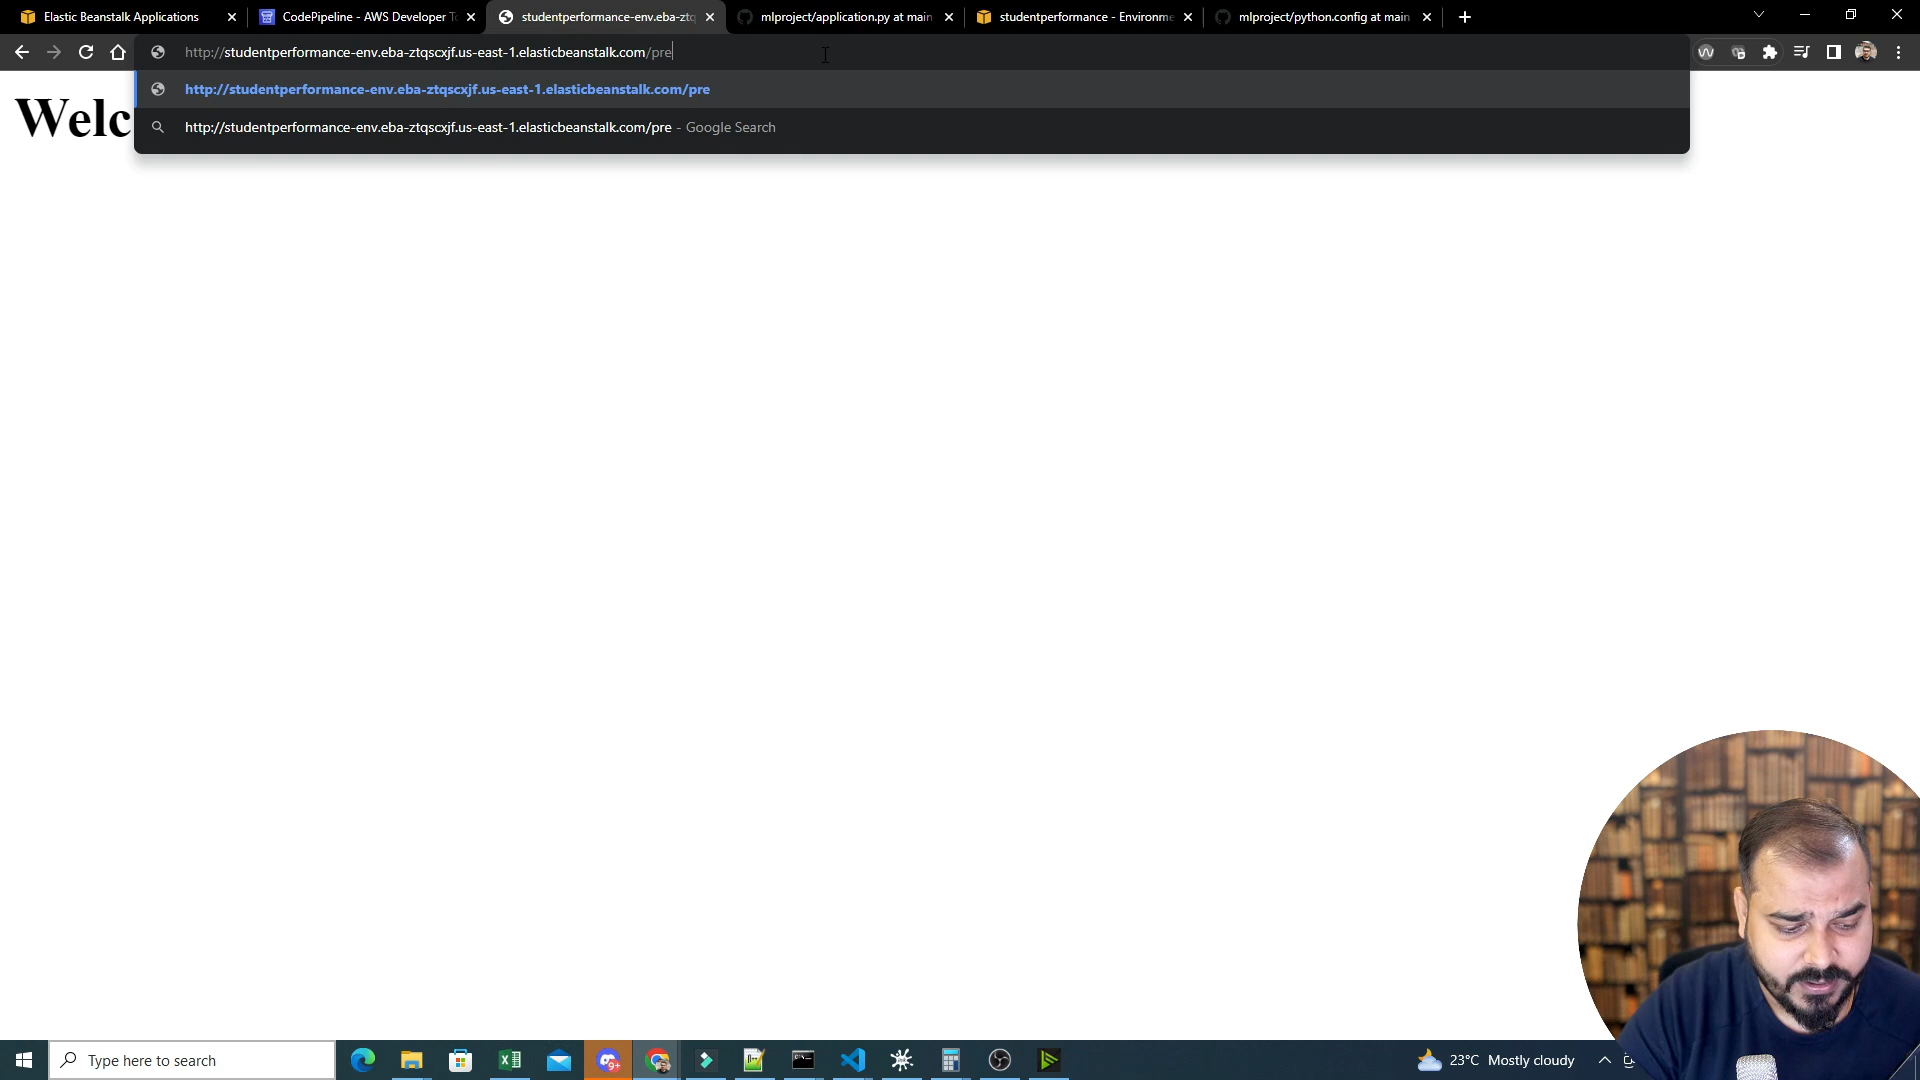 Elastic Beanstalk Applications
CodePipeline - AWS Developer To
studentperformance-env.eba-ztq
mlproject/application.py at main
studentperformance - Environme
mlproject/python.config at main
http://studentperformance-env.eba-ztqscxjf.us-east-1.elasticbeanstalk.com/pre
http://studentperformance-env.eba-ztqscxjf.us-east-1.elasticbeanstalk.com/pre
http://studentperformance-env.eba-ztqscxjf.us-east-1.elasticbeanstalk.com/pre - Google Search
Welc
Type here to search
9+
23°C Mostly cloudy